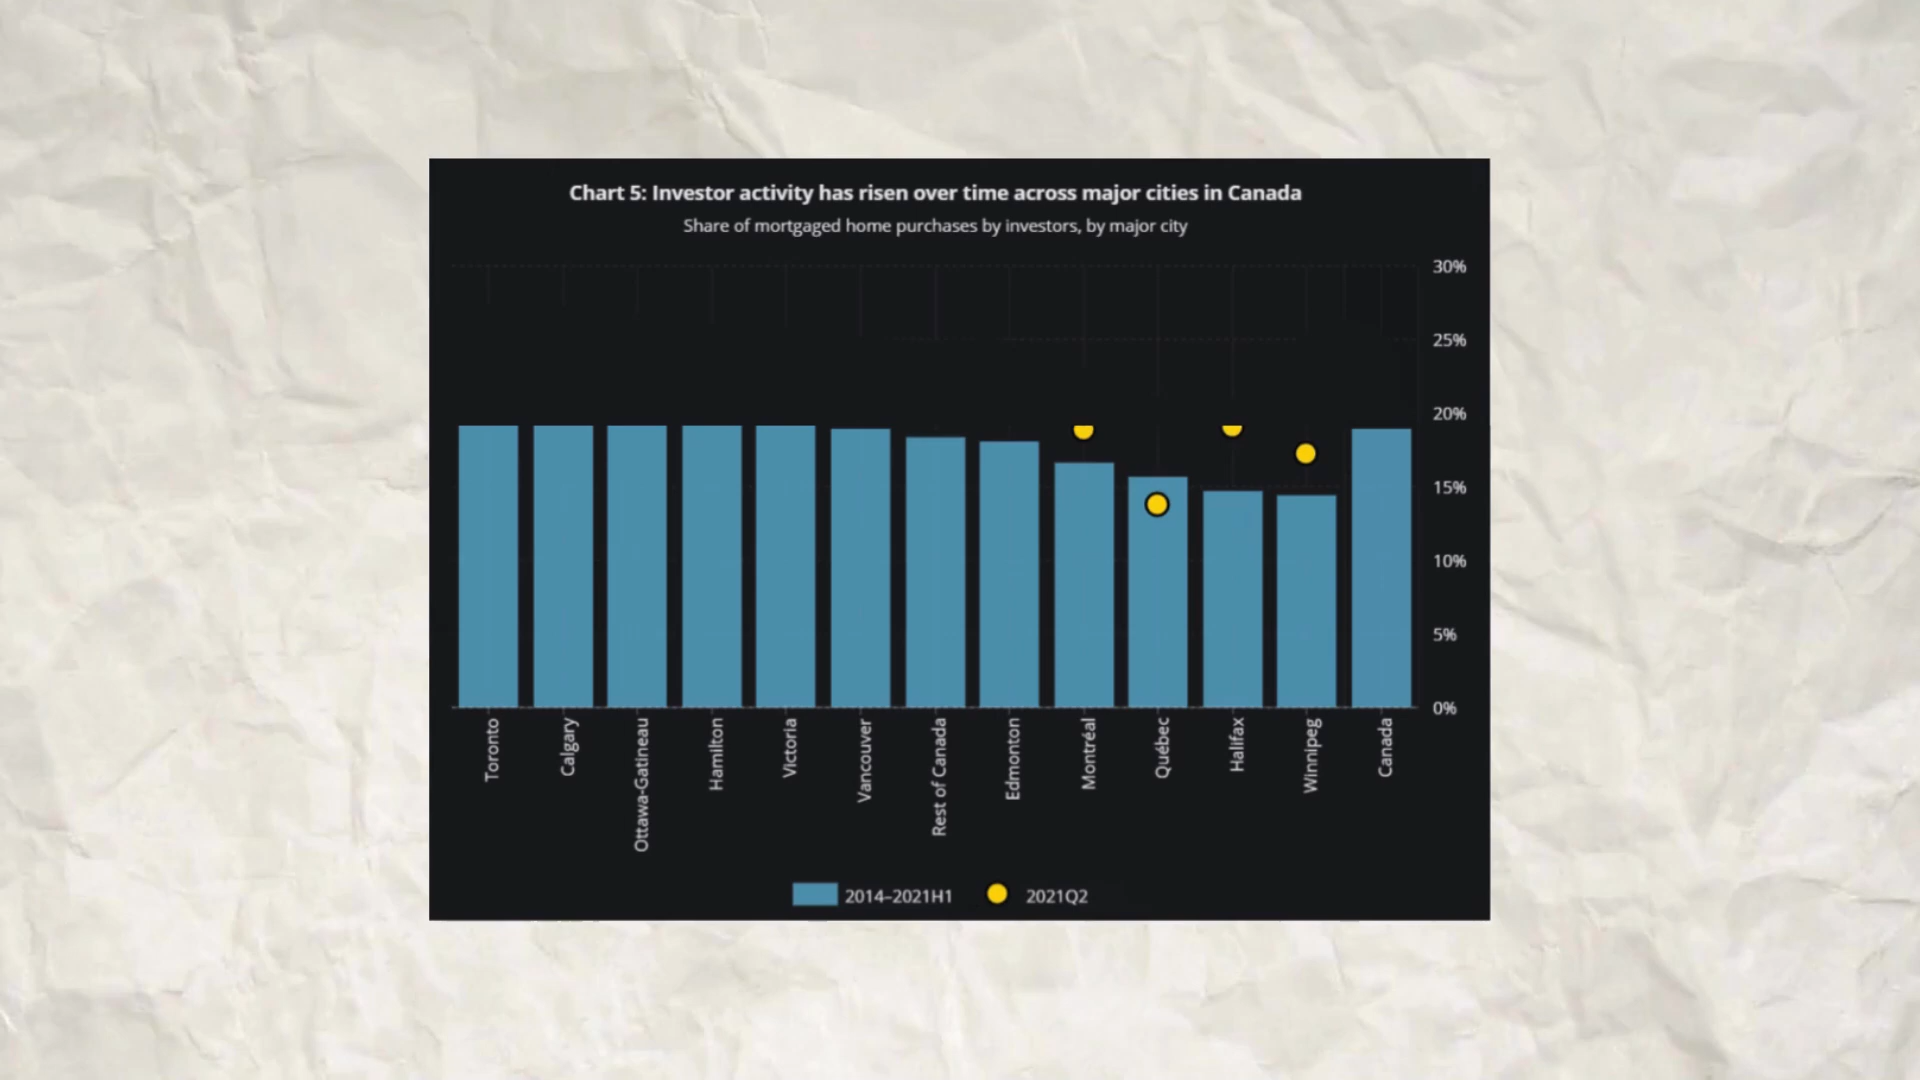 Chart 5: Investor activity has risen over time across major cities in Canada
Share of mortgaged home purchases by investors, by major city
30%
25%
20%
15%
10%
5%
0%
Toronto
Calgary
Ottawa-Gatineau
Hamilton
Victoria
Vancouver
Rest of Canada
Edmonton
Montréal
Québec
Halifax
Winnipeg
Canada
2014–2021H1
2021Q2